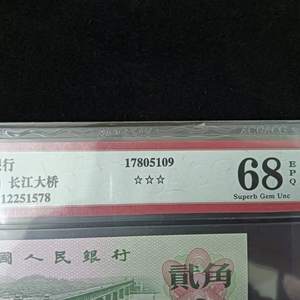 银行 17805109
长江大桥 ☆☆☆
12251578
68 EPQ
Superb Gem Unc
国人民银行
贰角